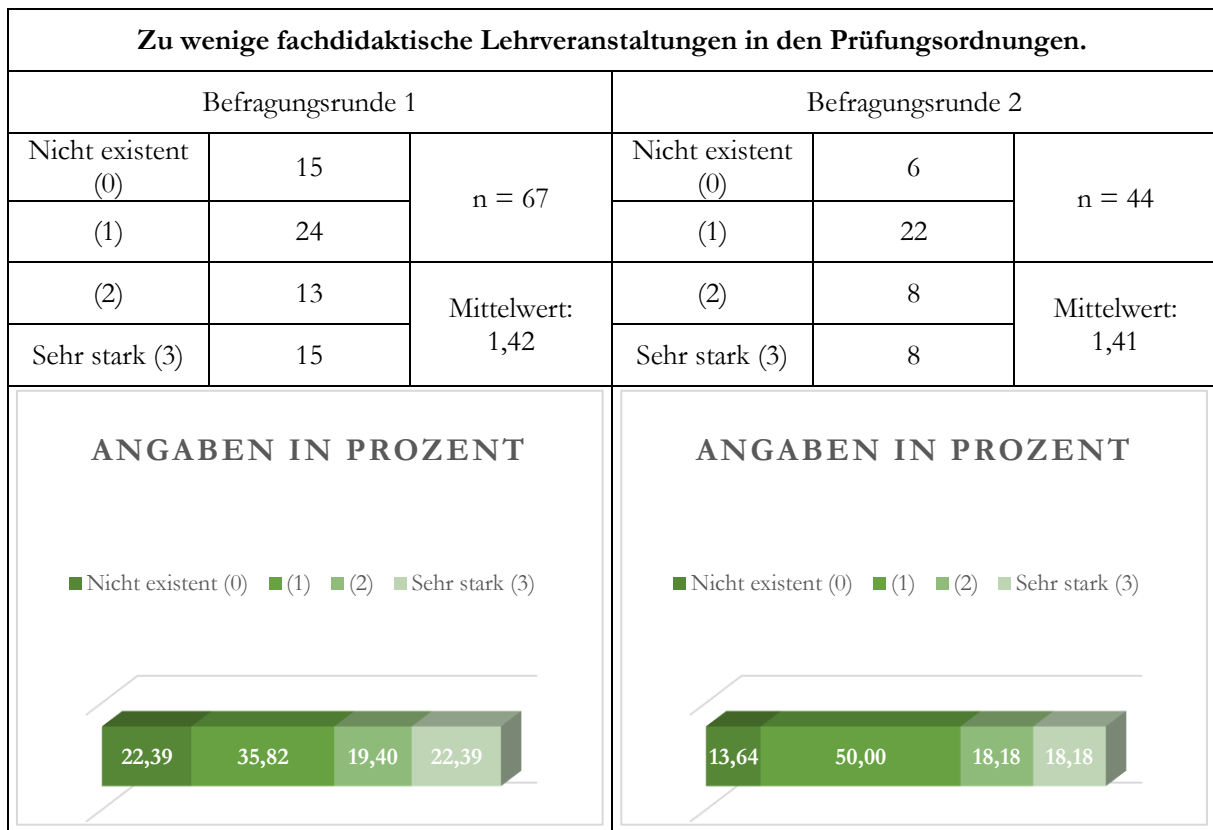 Zu wenige fachdidaktische Lehrveranstaltungen in den Prüfungsordnungen.
Befragungsrunde 1
Befragungsrunde 2
Nicht existent
(0)
15
n = 67
(1)
24
(2)
13
Mittelwert:
1,42
Sehr stark (3)
15
Nicht existent
(0)
6
n = 44
(1)
22
(2)
8
Mittelwert:
1,41
Sehr stark (3)
8
ANGABEN IN PROZENT
Nicht existent (0) (1) (2) Sehr stark (3)
22,39 35,82 19,40 22,39
ANGABEN IN PROZENT
Nicht existent (0) (1) (2) Sehr stark (3)
13,64 50,00 18,18 18,18